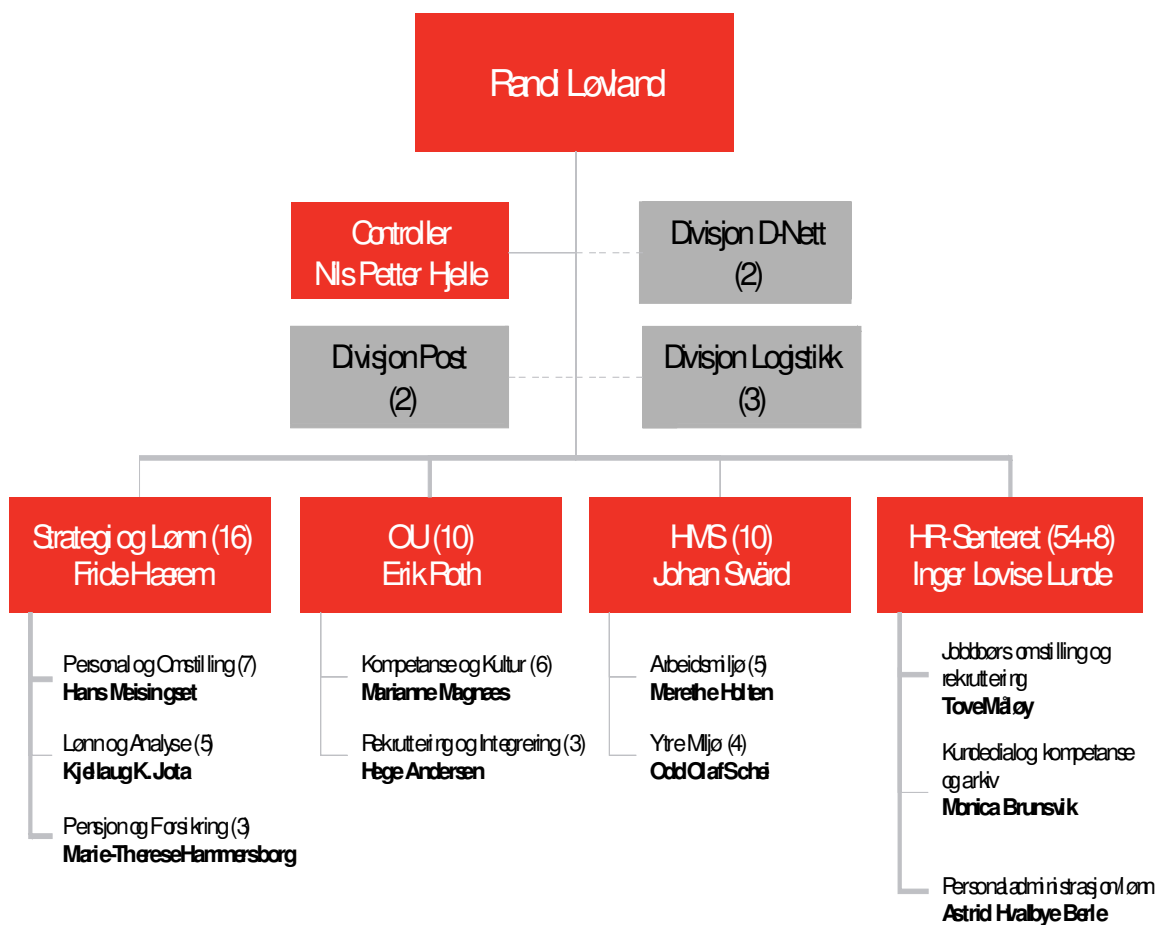 Randi Løvland
Controller
Nils Petter Hjelle
Divisjon D-Nett
(2)
Divisjon Post
(2)
Divisjon Logistikk
(3)
Strategi og Lønn (16)
Fride Hærem
OU (10)
Erik Roth
HMS (10)
Johan Swärd
HR-Senteret (54+8)
Inger Lovise Lunde
Personal og Omstilling (7)
Hans Meisingset
Lønn og Analyse (5)
Kjellaug K. Jota
Pensjon og Forsikring (3)
Marie-Therese Hammersborg
Kompetanse og Kultur (6)
Marianne Magnæs
Rekruttering og Integrering (3)
Hege Andersen
Arbeidsmiljø (5)
Merethe Holten
Ytre Miljø (4)
Odd Olaf Schei
Jobbbørs omstilling og
rekruttering
Tove Måløy
Kundedialog kompetanse
og arkiv
Monica Brunsvik
Personaladministrasjon/lønn
Astrid Hvalbye Berle